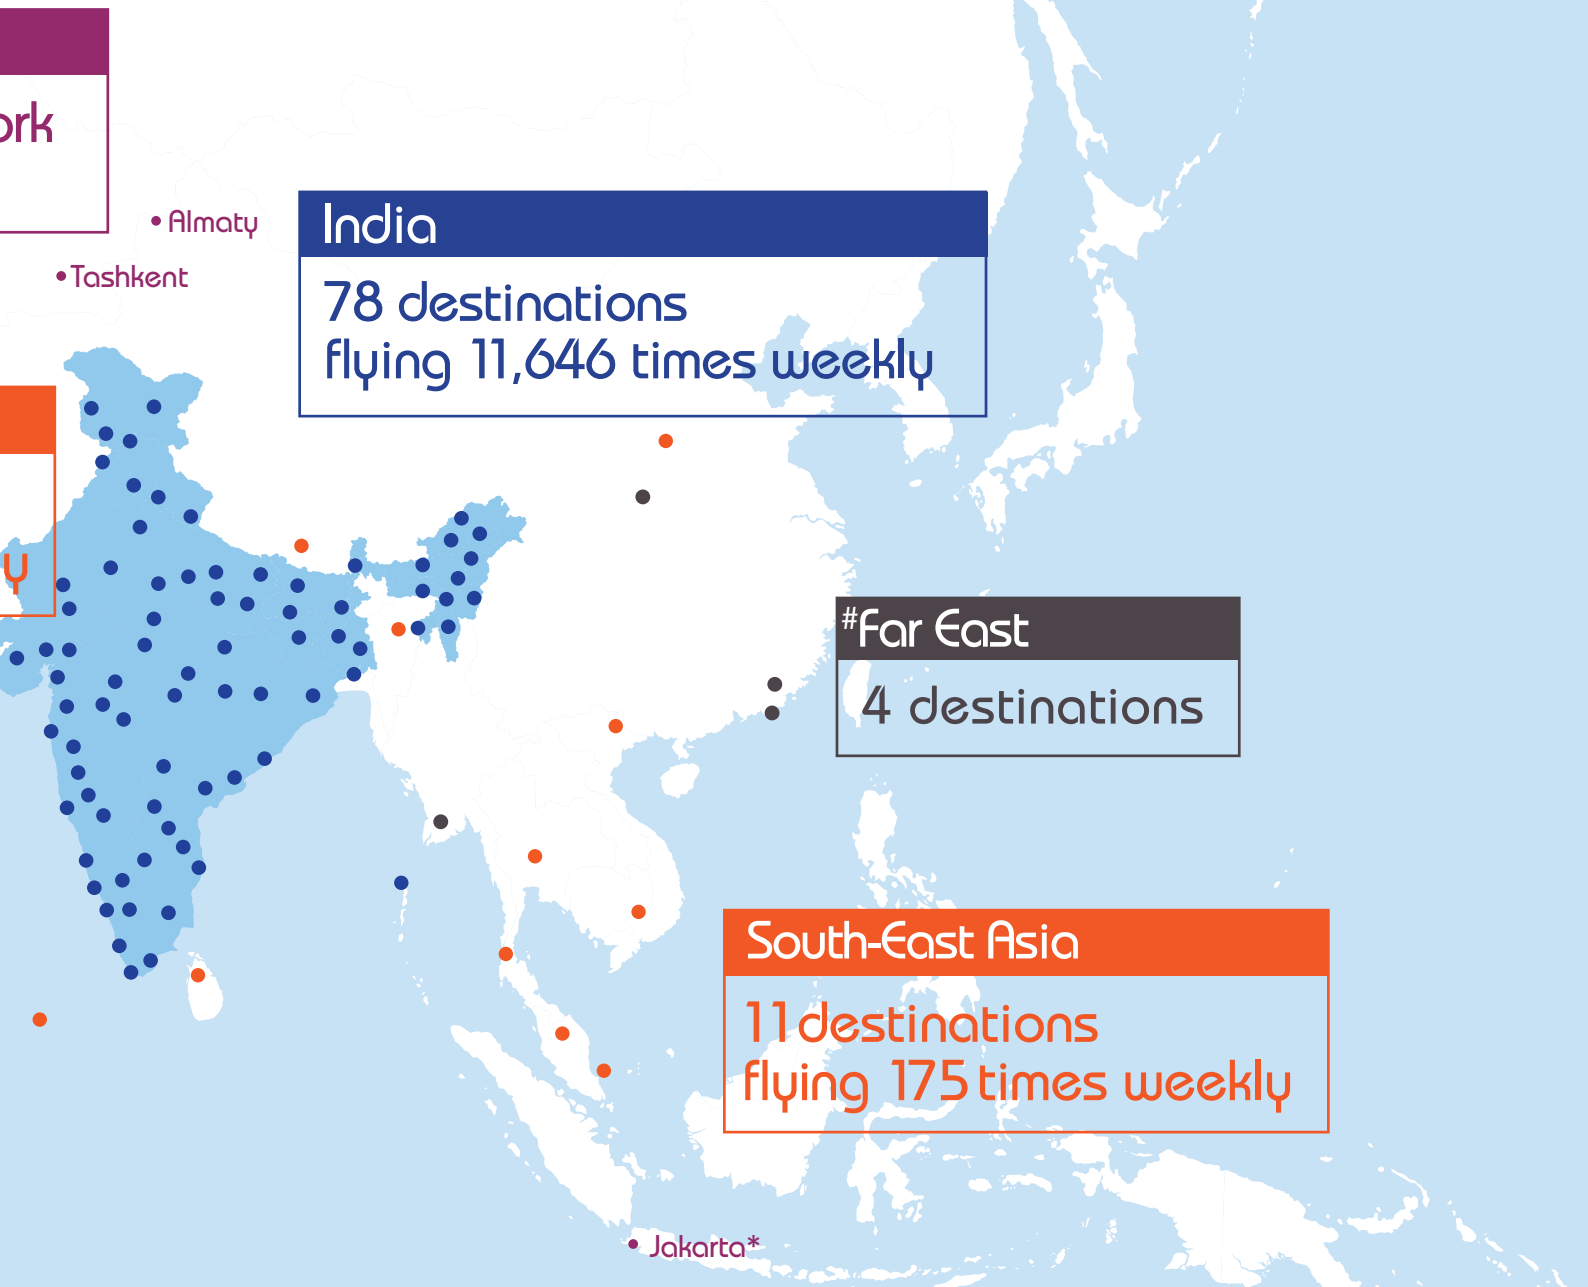 • Almaty
• Tashkent
India
78 destinations
flying 11,646 times weekly
#Far East
4 destinations
South-East Asia
11 destinations
flying 175 times weekly
• Jakarta*